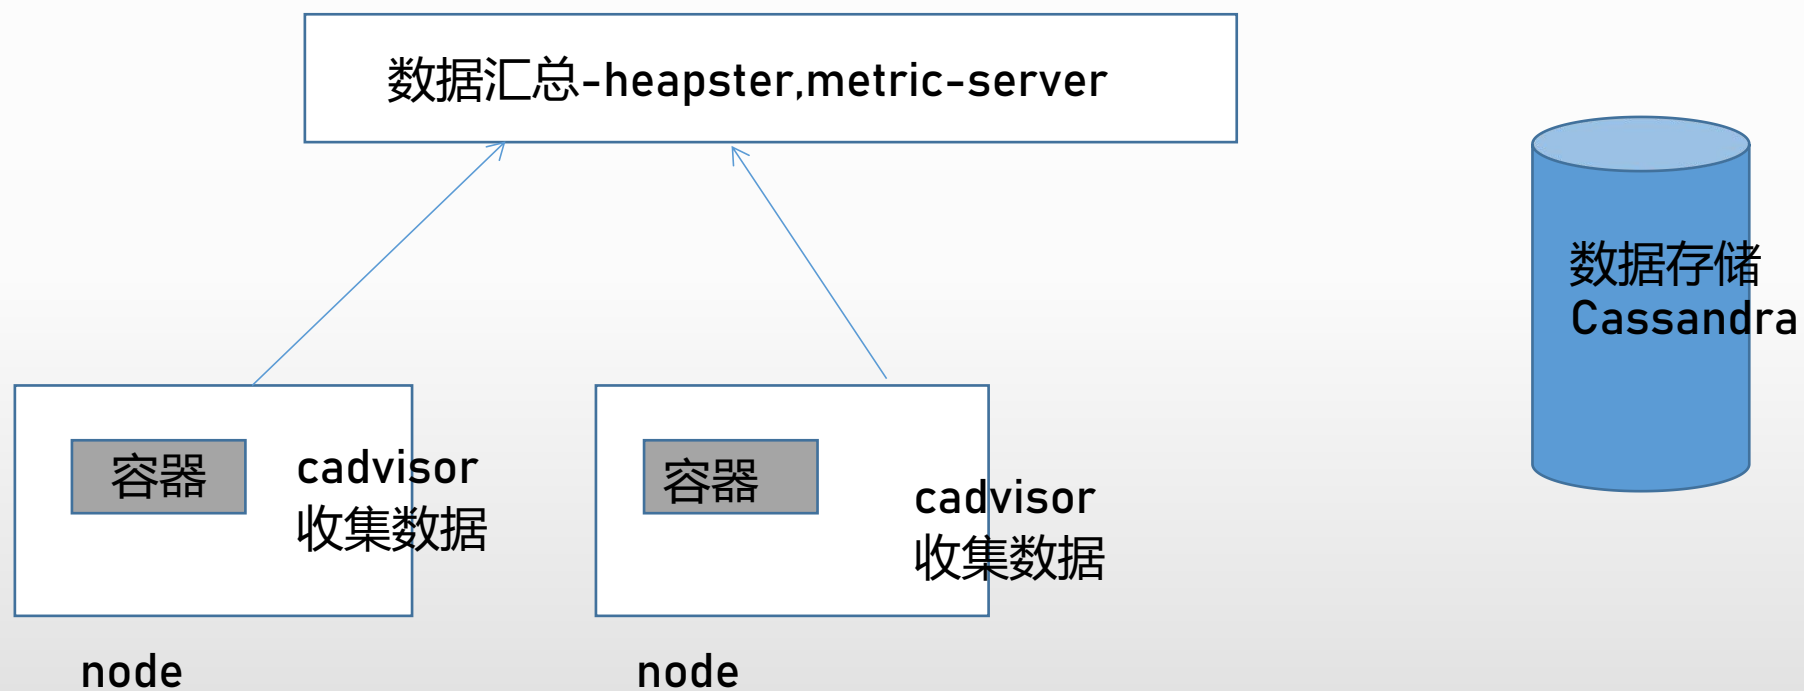 数据汇总-heapster,metric-server
数据存储
Cassandra
容器
cadvisor
收集数据
容器
cadvisor
收集数据
node
node